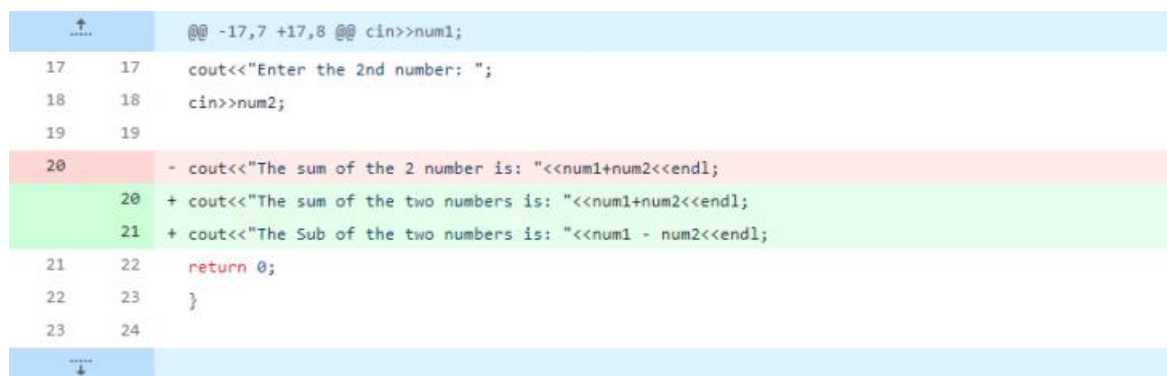 @@ -17,7 +17,8 @@ cin>>num1;
17 17 cout<<"Enter the 2nd number: ";
18 18 cin>>num2;
19 19
20 - cout<<"The sum of the 2 number is: "<<num1+num2<<endl;
20 + cout<<"The sum of the two numbers is: "<<num1+num2<<endl;
21 + cout<<"The Sub of the two numbers is: "<<num1 - num2<<endl;
21 22 return 0;
22 23 }
23 24